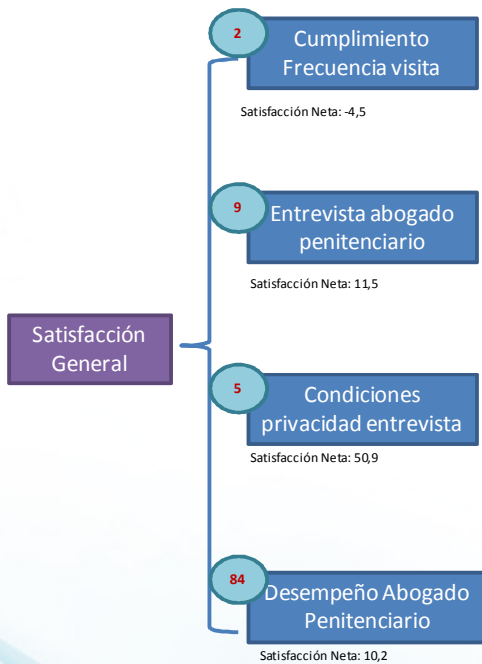 2
Cumplimiento
Frecuencia visita
Satisfacción Neta: -4,5
9
Entrevista abogado
penitenciario
Satisfacción Neta: 11,5
Satisfacción
General
5
Condiciones
privacidad entrevista
Satisfacción Neta: 50,9
84
Desempeño Abogado
Penitenciario
Satisfacción Neta: 10,2